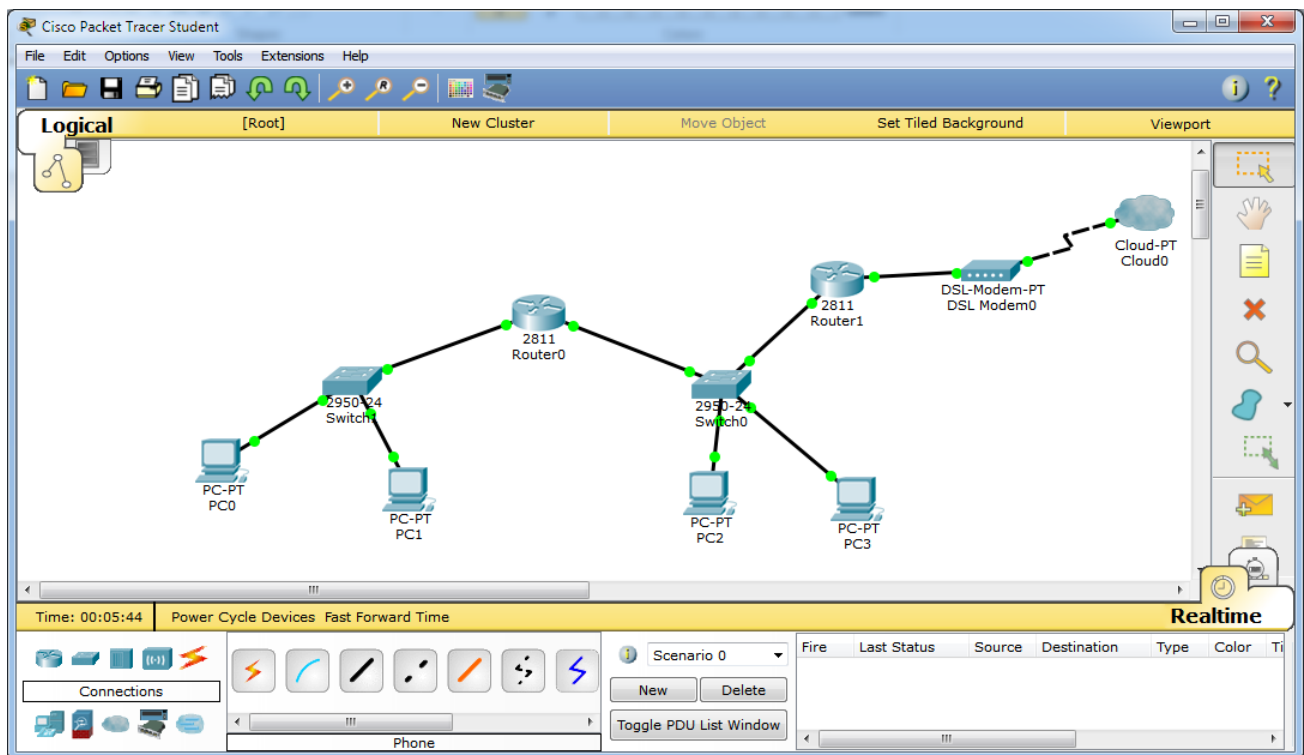 Cisco Packet Tracer Student
File Edit Options View Tools Extensions Help
Logical [Root] New Cluster Move Object Set Tiled Background Viewport
Cloud-PT
Cloud0
DSL-Modem-PT
DSL Modem0
2811
Router1
2811
Router0
2950-24
Switch1
2950-24
Switch0
PC-PT
PC0
PC-PT
PC1
PC-PT
PC2
PC-PT
PC3
Time: 00:05:44 Power Cycle Devices Fast Forward Time Realtime
Connections
Phone
Scenario 0
New Delete
Toggle PDU List Window
Fire Last Status Source Destination Type Color Ti